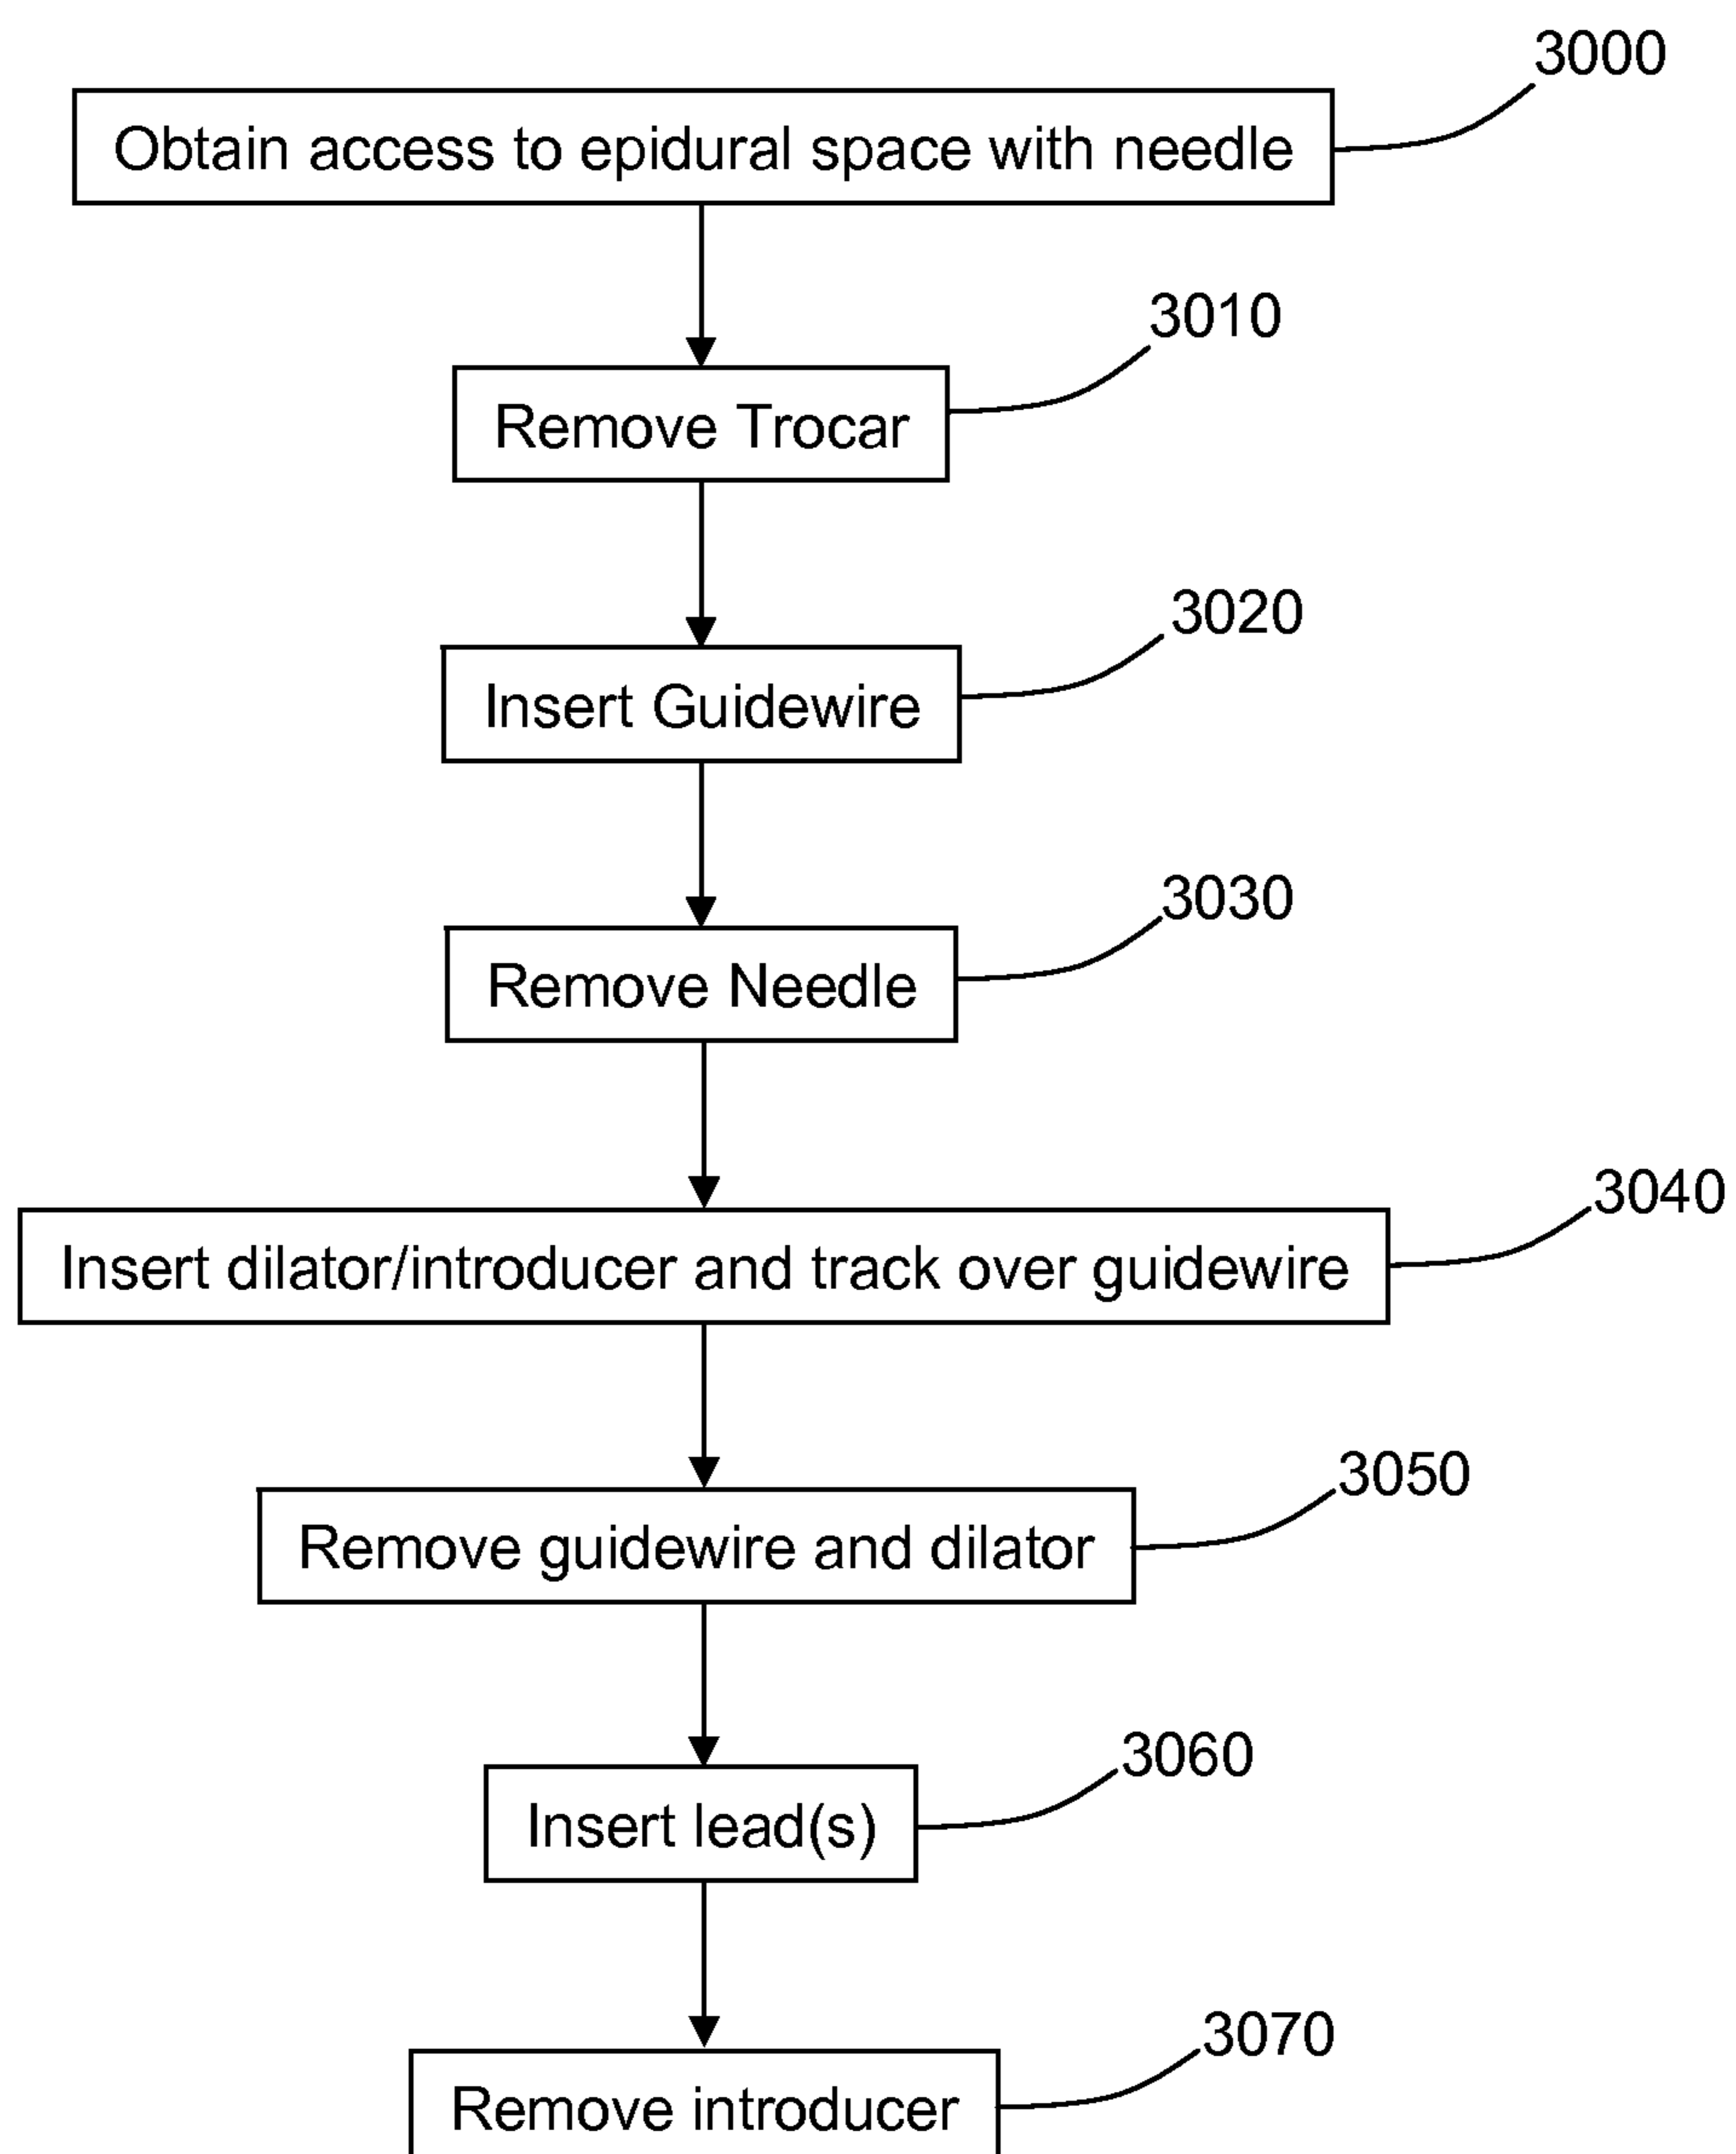 3000
Obtain access to epidural space with needle
3010
Remove Trocar
3020
Insert Guidewire
3030
Remove Needle
3040
Insert dilator/introducer and track over guidewire
3050
Remove guidewire and dilator
3060
Insert lead(s)
3070
Remove introducer